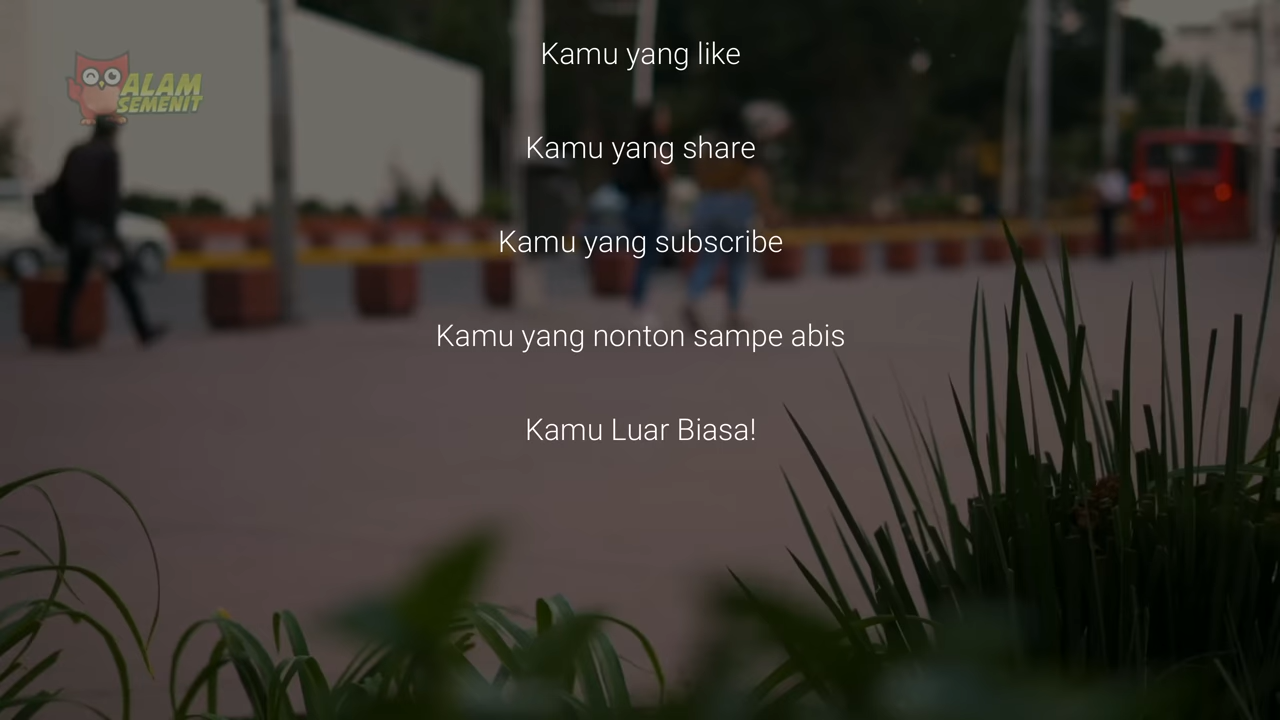 Kamu yang like
ALAM
SEMENIT
Kamu yang share
Kamu yang subscribe
Kamu yang nonton sampe abis
Kamu Luar Biasa!